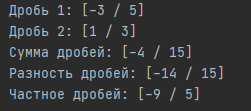 Дробь 1: [-3 / 5]
Дробь 2: [1 / 3]
Сумма дробей: [-4 / 15]
Разность дробей: [-14 / 15]
Частное дробей: [-9 / 5]